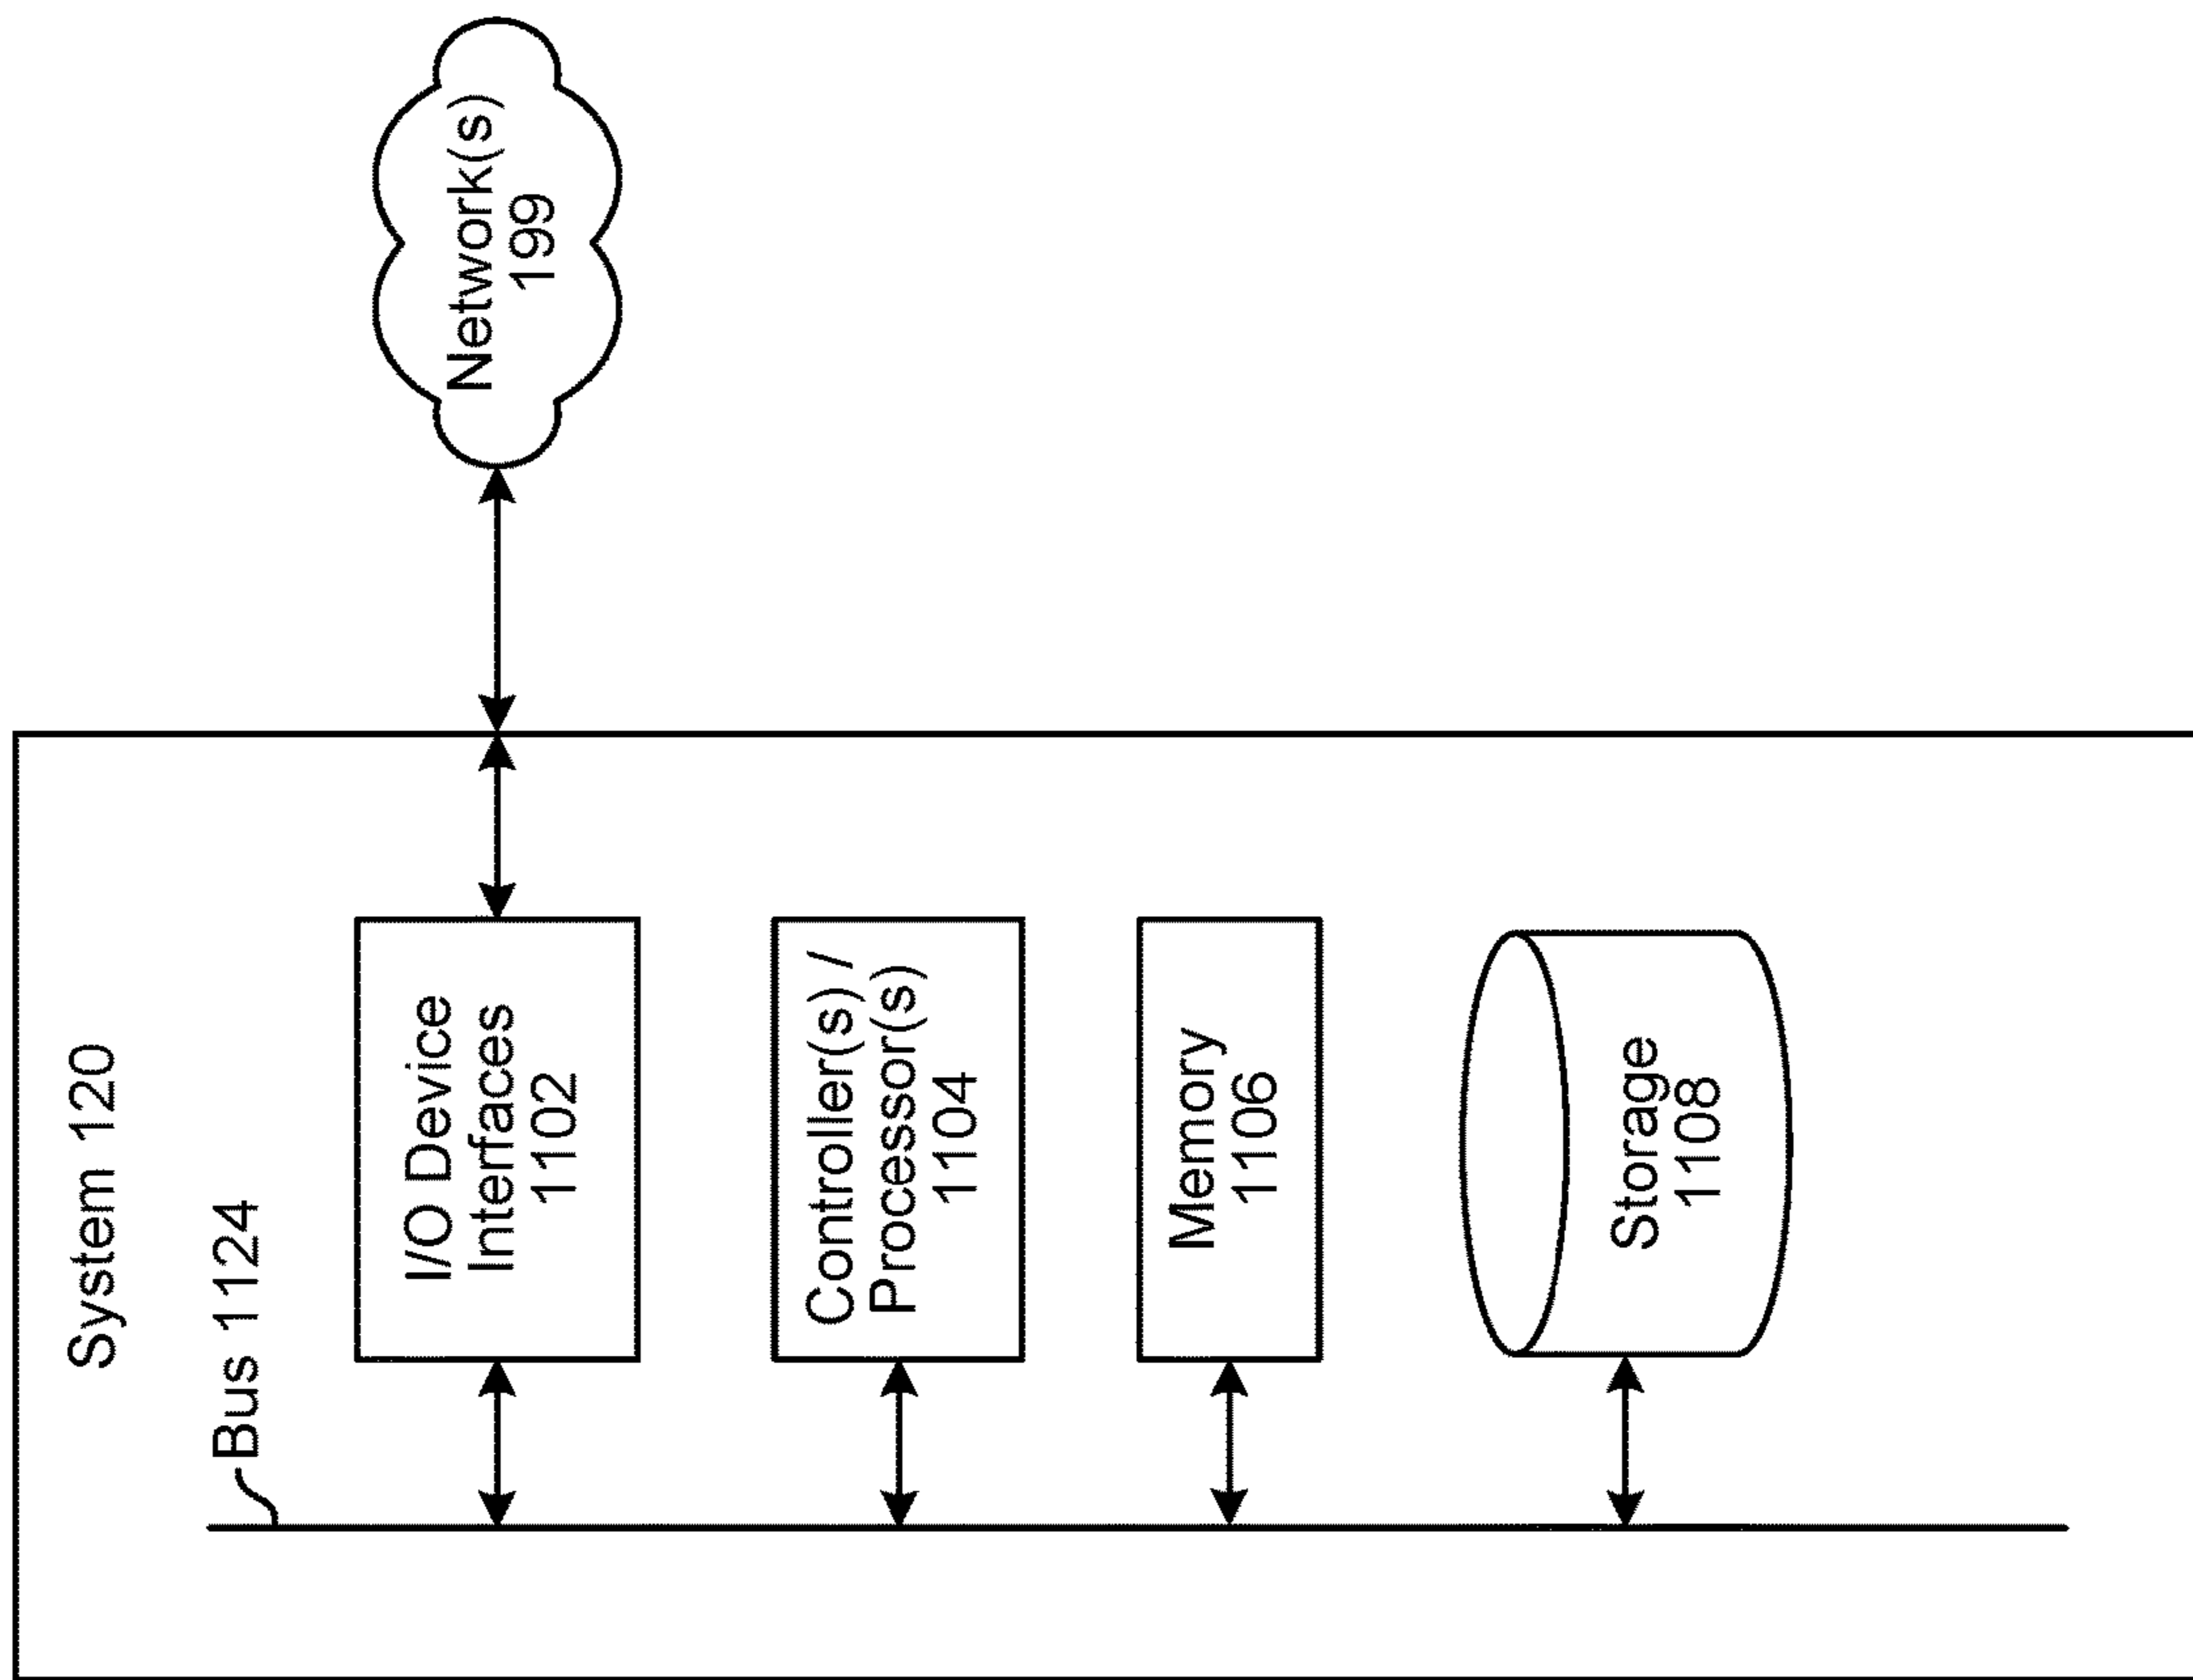 System 120
Bus 1124
I/O Device
Interfaces
1102
Controller(s) /
Processor(s)
1104
Memory
1106
Storage
1108
Network(s)
199